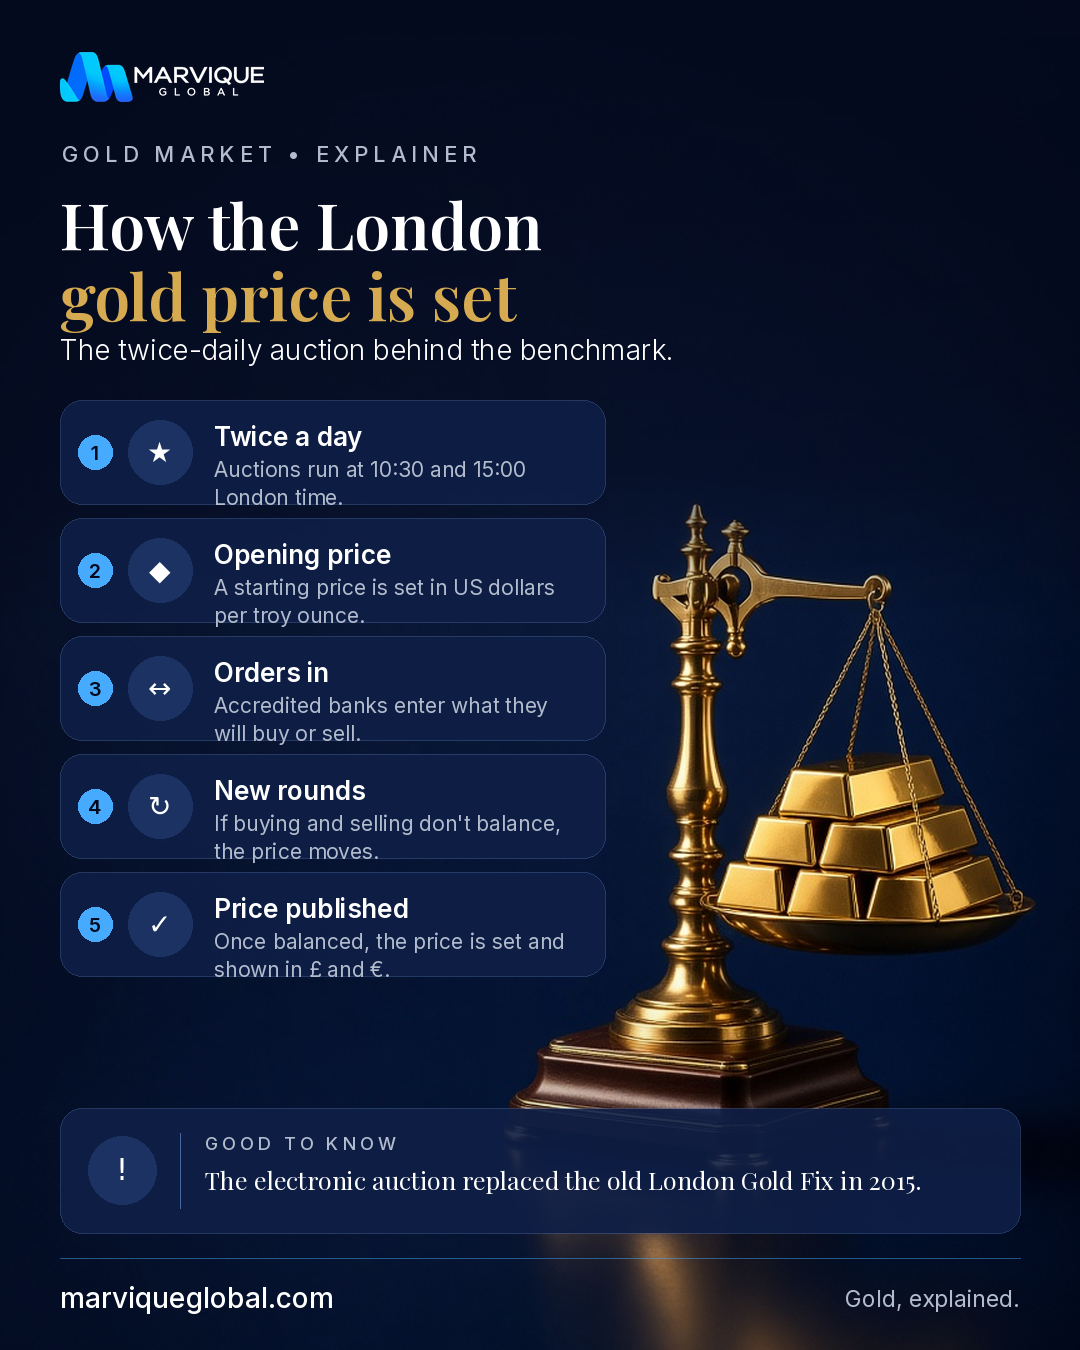 MARVIQUE
GLOBAL
GOLD MARKET • EXPLAINER
How the London
gold price is set
The twice-daily auction behind the benchmark.
1
Twice a day
Auctions run at 10:30 and 15:00
London time.
2
Opening price
A starting price is set in US dollars
per troy ounce.
3
Orders in
Accredited banks enter what they
will buy or sell.
4
New rounds
If buying and selling don't balance,
the price moves.
5
Price published
Once balanced, the price is set and
shown in £ and €.
!
GOOD TO KNOW
The electronic auction replaced the old London Gold Fix in 2015.
marviqueglobal.com
Gold, explained.